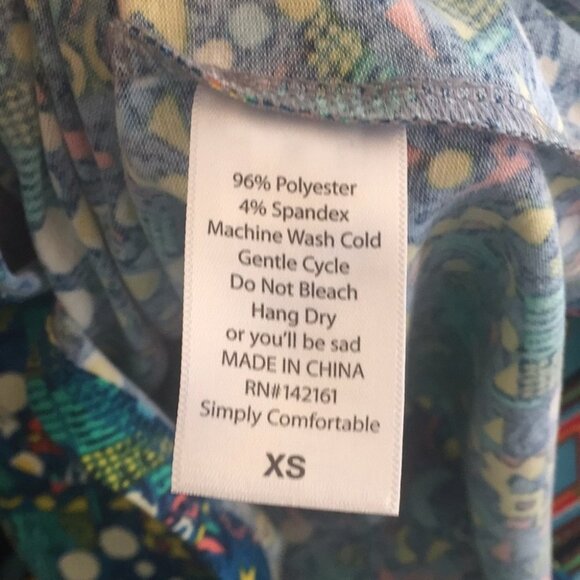 96% Polyester
4% Spandex
Machine Wash Cold
Gentle Cycle
Do Not Bleach
Hang Dry
or you'll be sad
MADE IN CHINA
RN#142161
Simply Comfortable
XS